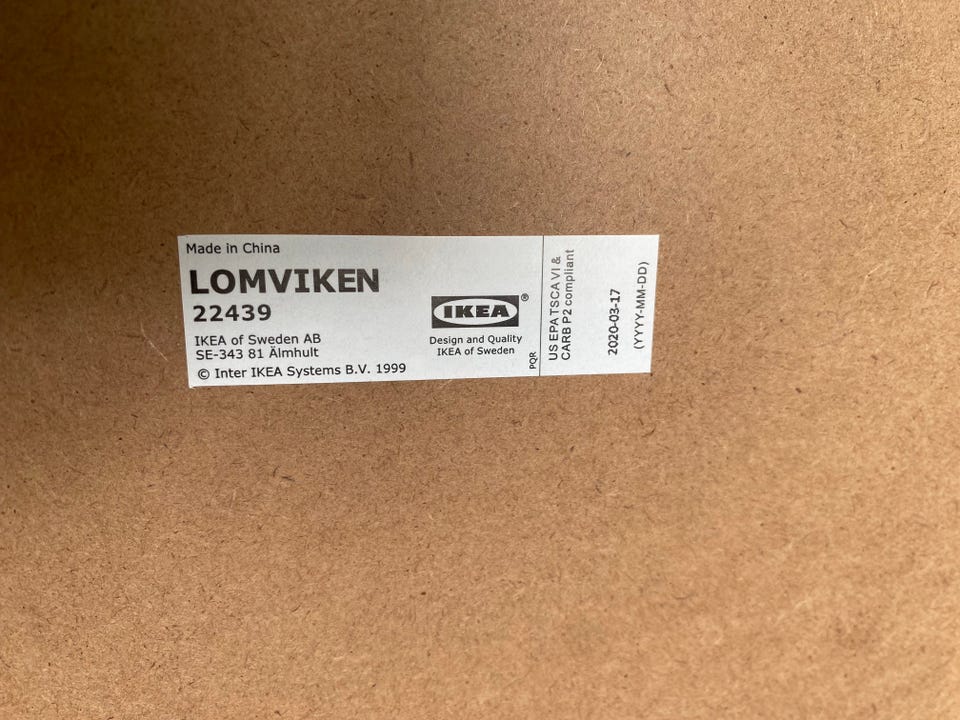 Made in China
LOMVIKEN
22439
IKEA of Sweden AB
SE-343 81 Älmhult
© Inter IKEA Systems B.V. 1999
IKEA®
Design and Quality
IKEA of Sweden
PQR
US EPA TSCA VI &
CARB P2 compliant
2020-03-17
(YYYY-MM-DD)